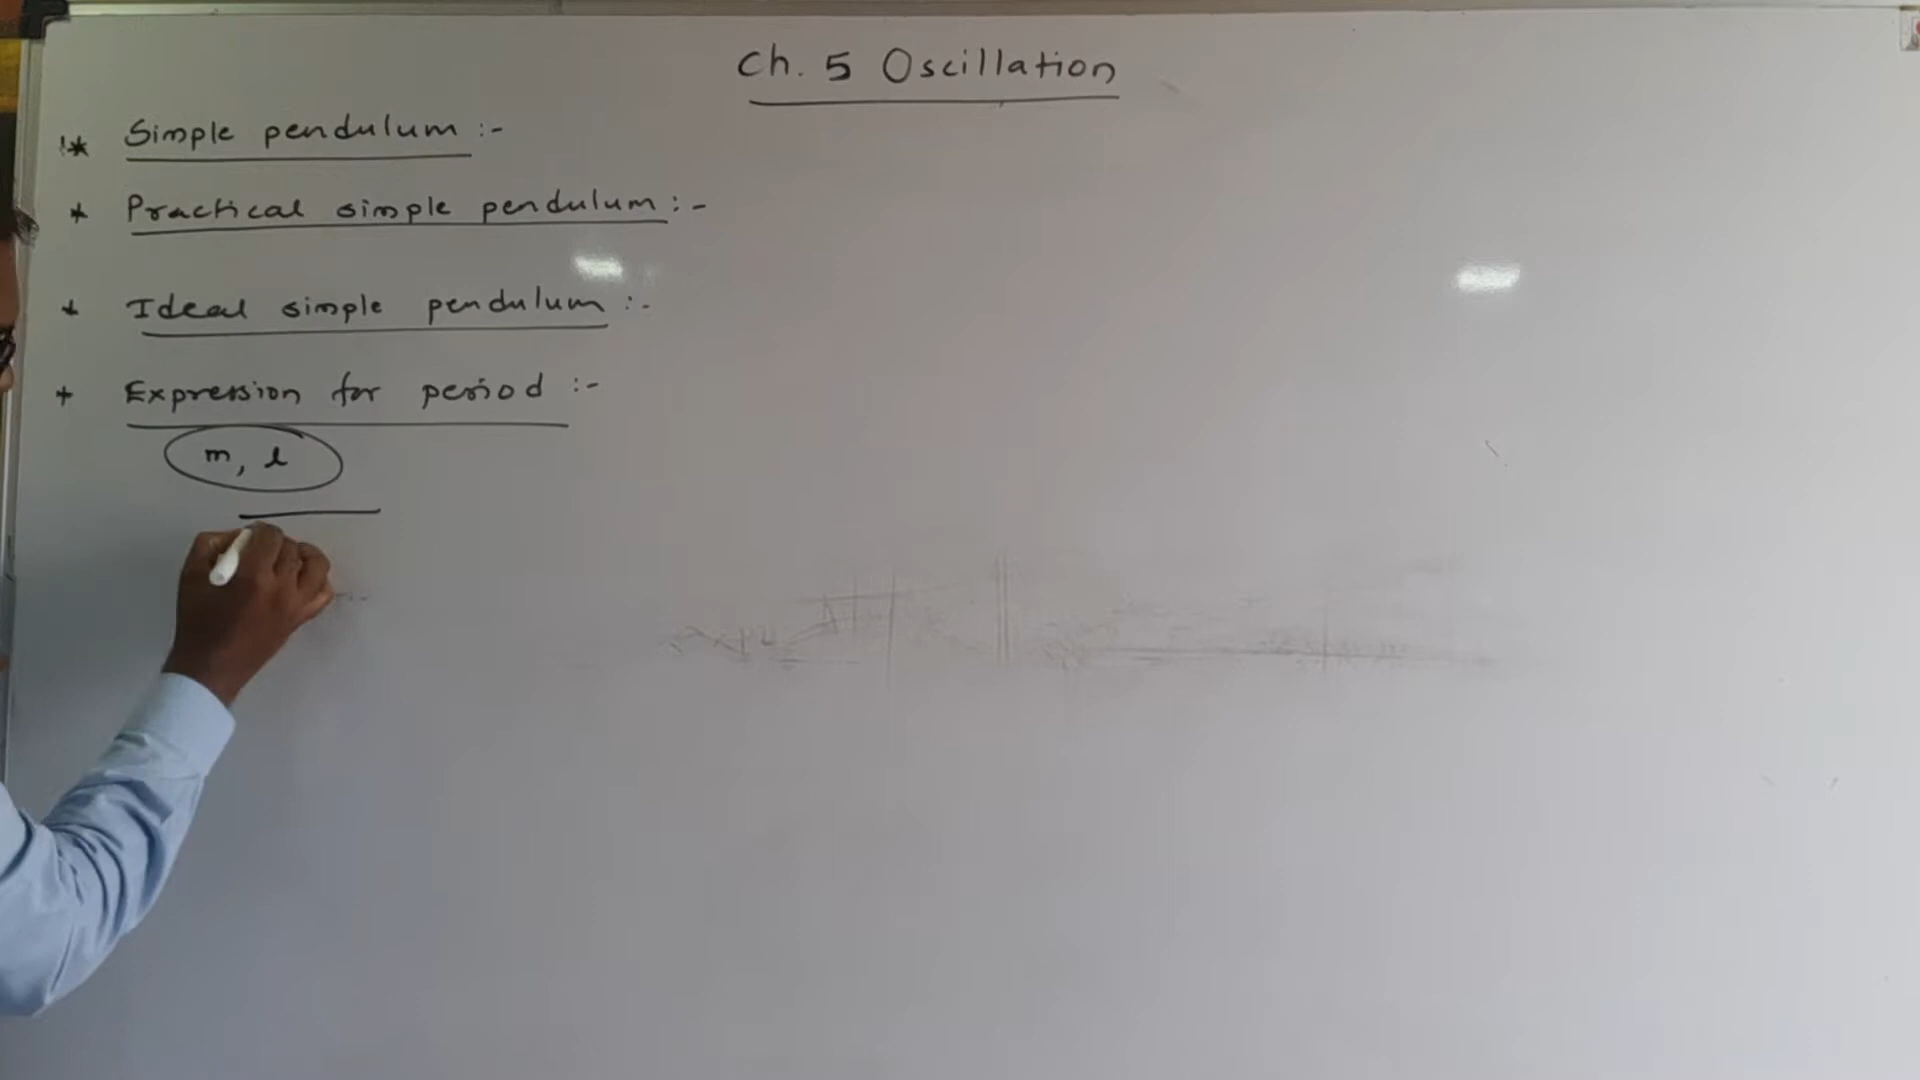 Ch. 5 Oscillation
* Simple pendulum :-
* Practical simple pendulum :-
* Ideal simple pendulum :-
* Expression for period :-
m, l